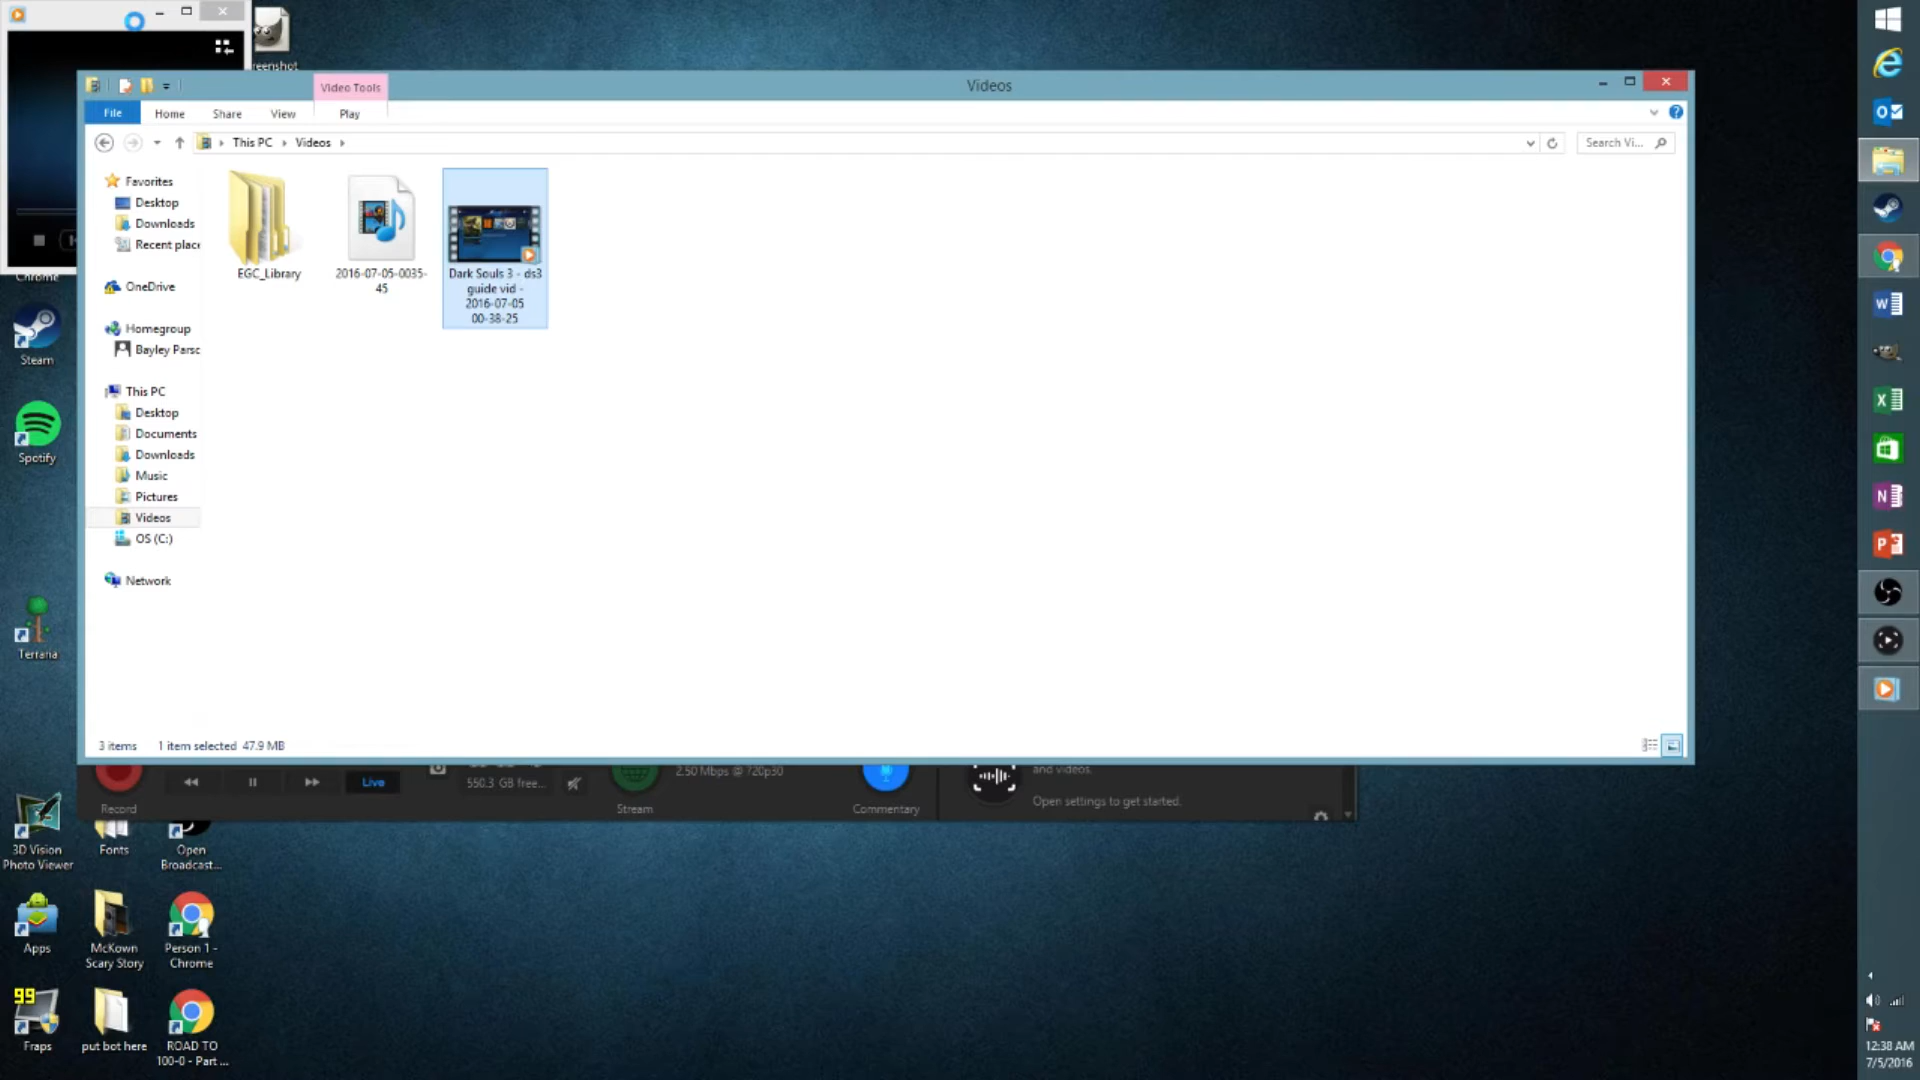 reenshot
Video Tools
Videos
File
Home
Share
View
Play
This PC
Videos
Search Vi...
Favorites
Desktop
Downloads
Recent place
OneDrive
Homegroup
Bayley Parsc
This PC
Desktop
Documents
Downloads
Music
Pictures
Videos
OS (C:)
Network
EGC_Library
2016-07-05-0035-
45
Dark Souls 3 - ds3
guide vid -
2016-07-05
00-38-25
3 items
1 item selected 47.9 MB
Chrome
Steam
Spotify
Terraria
3D Vision
Photo Viewer
Fonts
Open
Broadcast...
Apps
McKown
Scary Story
Person 1 -
Chrome
99
Fraps
put bot here
ROAD TO
100-0 - Part ...
Live
550.3 GB free...
2.50 Mbps @ 720p30
and videos.
Open settings to get started.
Record
Stream
Commentary
12:38 AM
7/5/2016